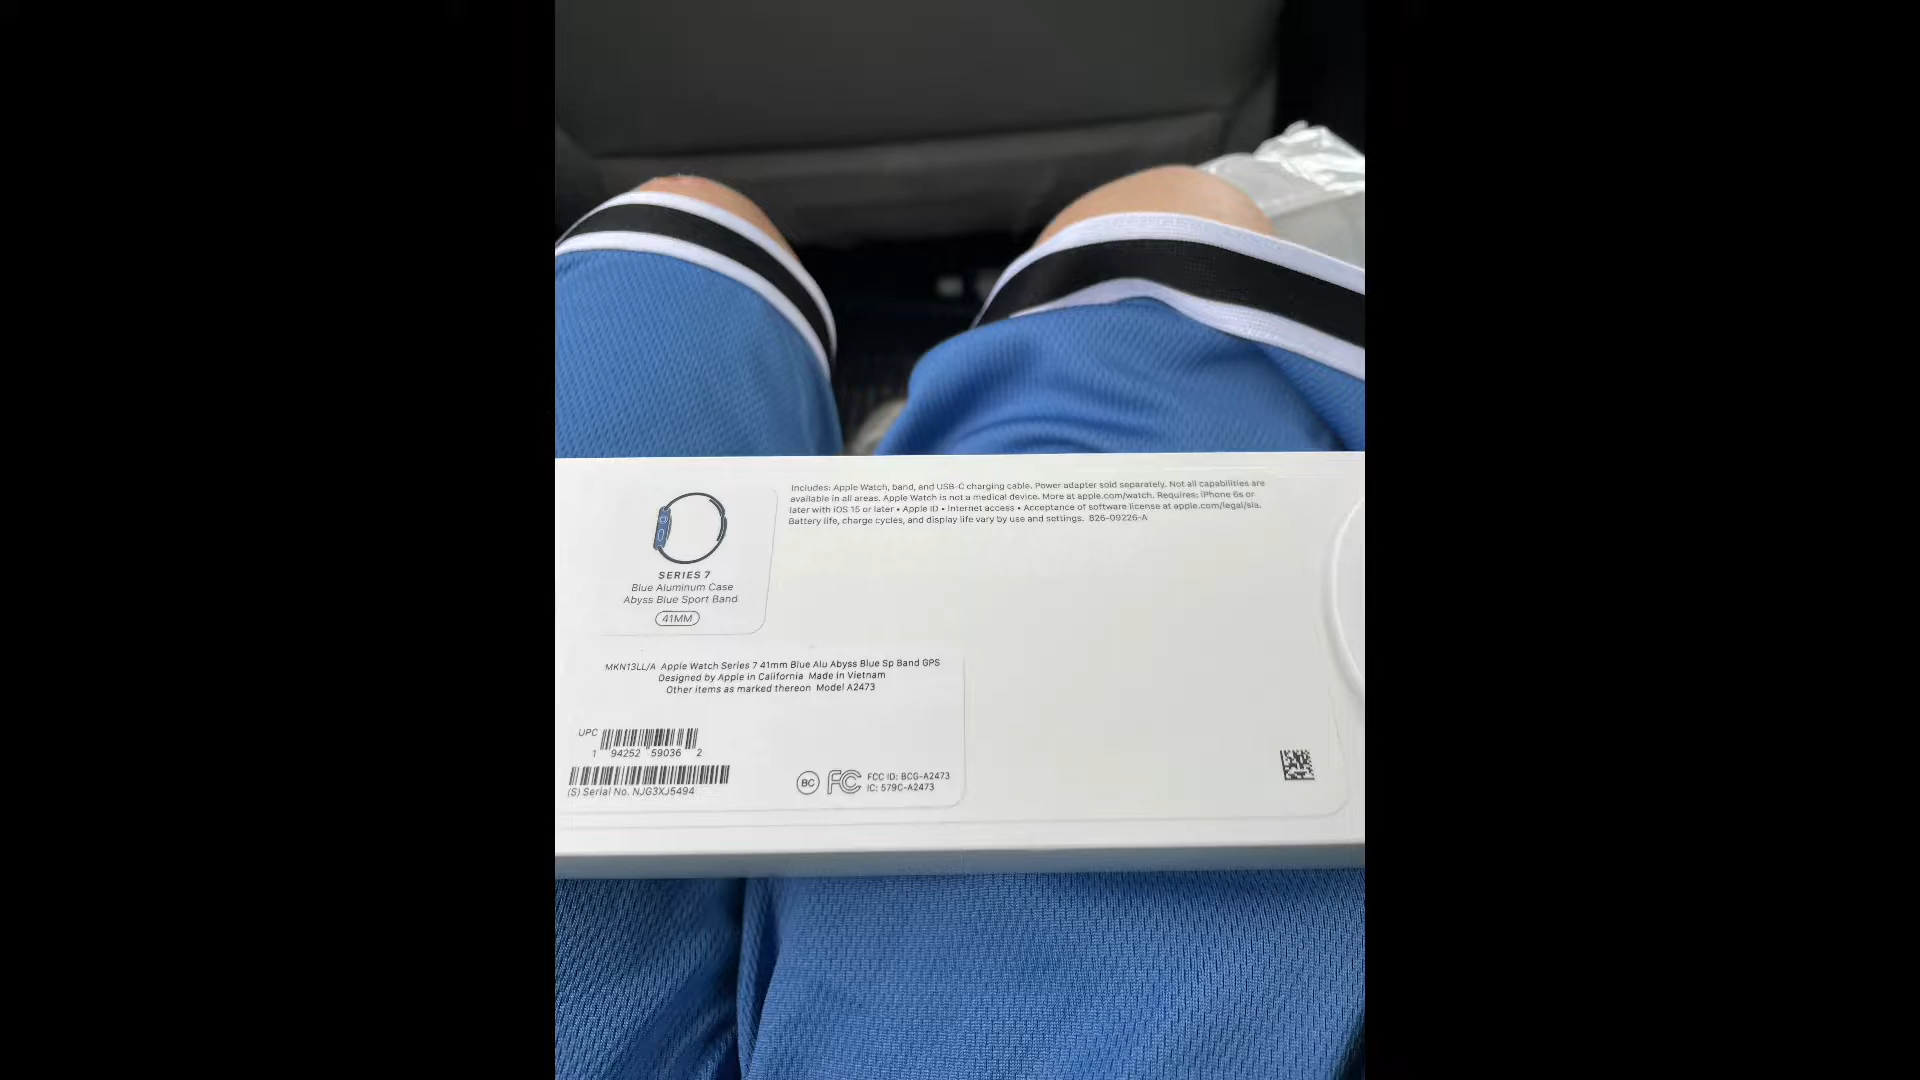 Includes: Apple Watch, band, and USB-C charging cable. Power adapter sold separately. Not all capabilities are
available in all areas. Apple Watch is not a medical device. More at apple.com/watch. Requires: iPhone 6s or
later with iOS 15 or later • Apple ID • Internet access • Acceptance of software license at apple.com/legal/sla.
Battery life, charge cycles, and display life vary by use and settings. 826-09226-A
SERIES 7
Blue Aluminum Case
Abyss Blue Sport Band
41MM
MKN13LL/A Apple Watch Series 7 41mm Blue Alu Abyss Blue Sp Band GPS
Designed by Apple in California Made in Vietnam
Other items as marked thereon Model A2473
UPC
1 94252 59036 2
(S) Serial No. NJG3XJ5494
BC FC FCC ID: BCG-A2473
IC: 579C-A2473